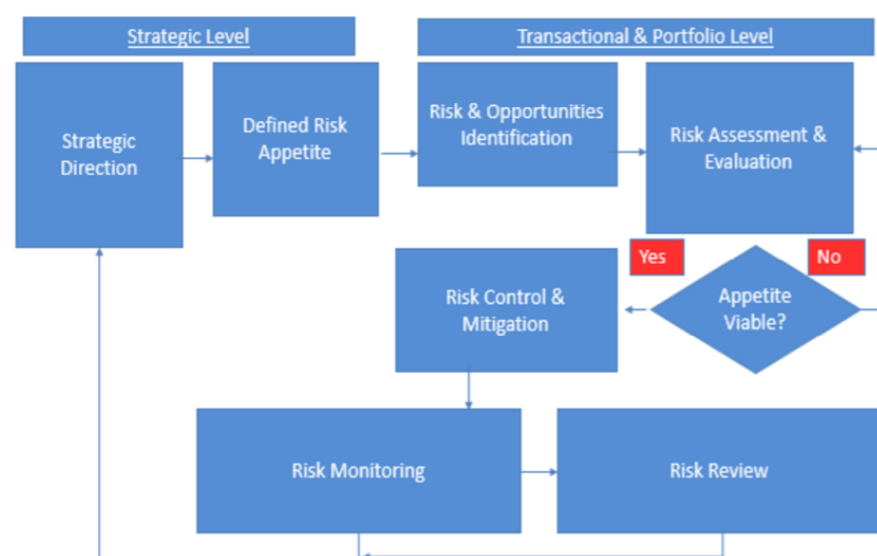 Strategic Level
Transactional & Portfolio Level
Strategic
Direction
Defined Risk
Appetite
Risk & Opportunities
Identification
Risk Assessment &
Evaluation
Yes
No
Risk Control &
Mitigation
Appetite
Viable?
Risk Monitoring
Risk Review